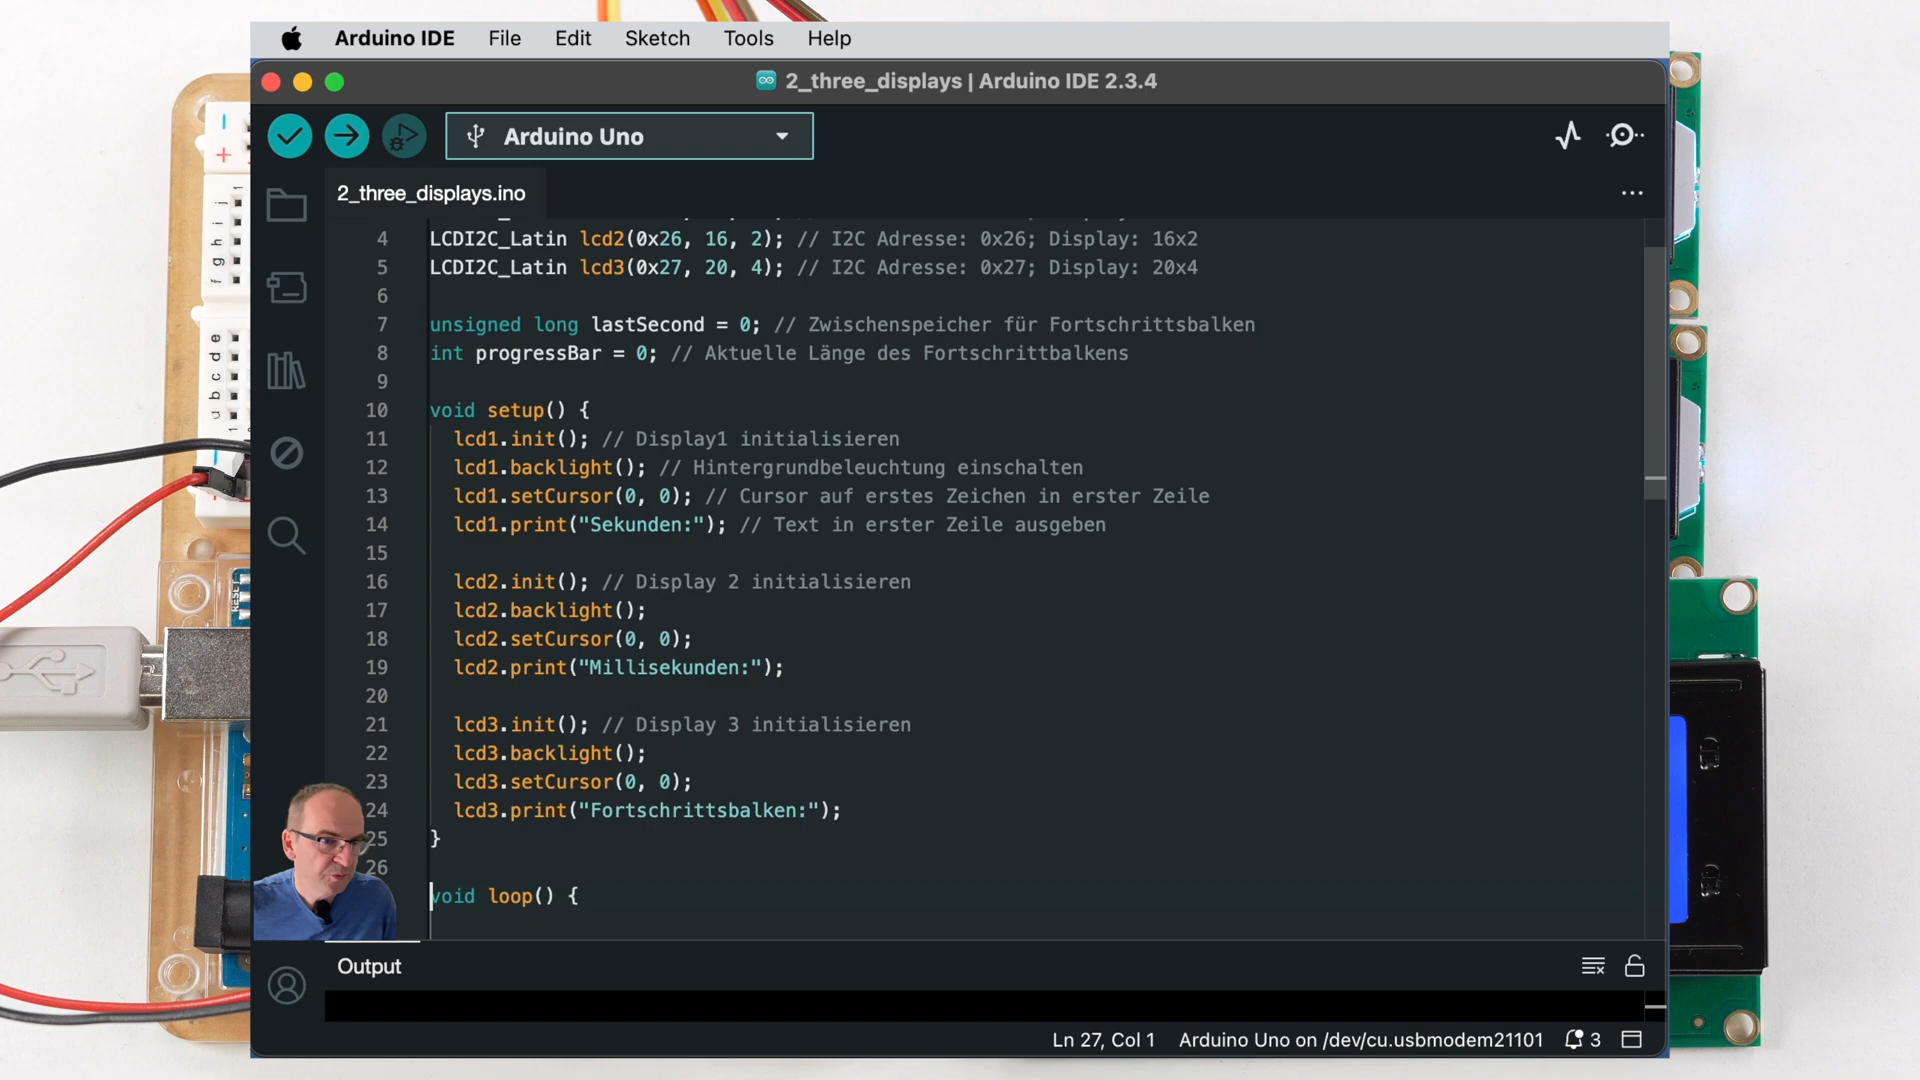 Arduino IDE File Edit Sketch Tools Help
2_three_displays | Arduino IDE 2.3.4
Arduino Uno
2_three_displays.ino
4 LCDI2C_Latin lcd2(0x26, 16, 2); // I2C Adresse: 0x26; Display: 16x2
5 LCDI2C_Latin lcd3(0x27, 20, 4); // I2C Adresse: 0x27; Display: 20x4
6
7 unsigned long lastSecond = 0; // Zwischenspeicher für Fortschrittsbalken
8 int progressBar = 0; // Aktuelle Länge des Fortschrittbalkens
9
10 void setup() {
11 lcd1.init(); // Display1 initialisieren
12 lcd1.backlight(); // Hintergrundbeleuchtung einschalten
13 lcd1.setCursor(0, 0); // Cursor auf erstes Zeichen in erster Zeile
14 lcd1.print("Sekunden:"); // Text in erster Zeile ausgeben
15
16 lcd2.init(); // Display 2 initialisieren
17 lcd2.backlight();
18 lcd2.setCursor(0, 0);
19 lcd2.print("Millisekunden:");
20
21 lcd3.init(); // Display 3 initialisieren
22 lcd3.backlight();
23 lcd3.setCursor(0, 0);
24 lcd3.print("Fortschrittsbalken:");
25 }
26
void loop() {
Output
Ln 27, Col 1 Arduino Uno on /dev/cu.usbmodem21101 3
f g h i j
a b c d e
1
1
RESET